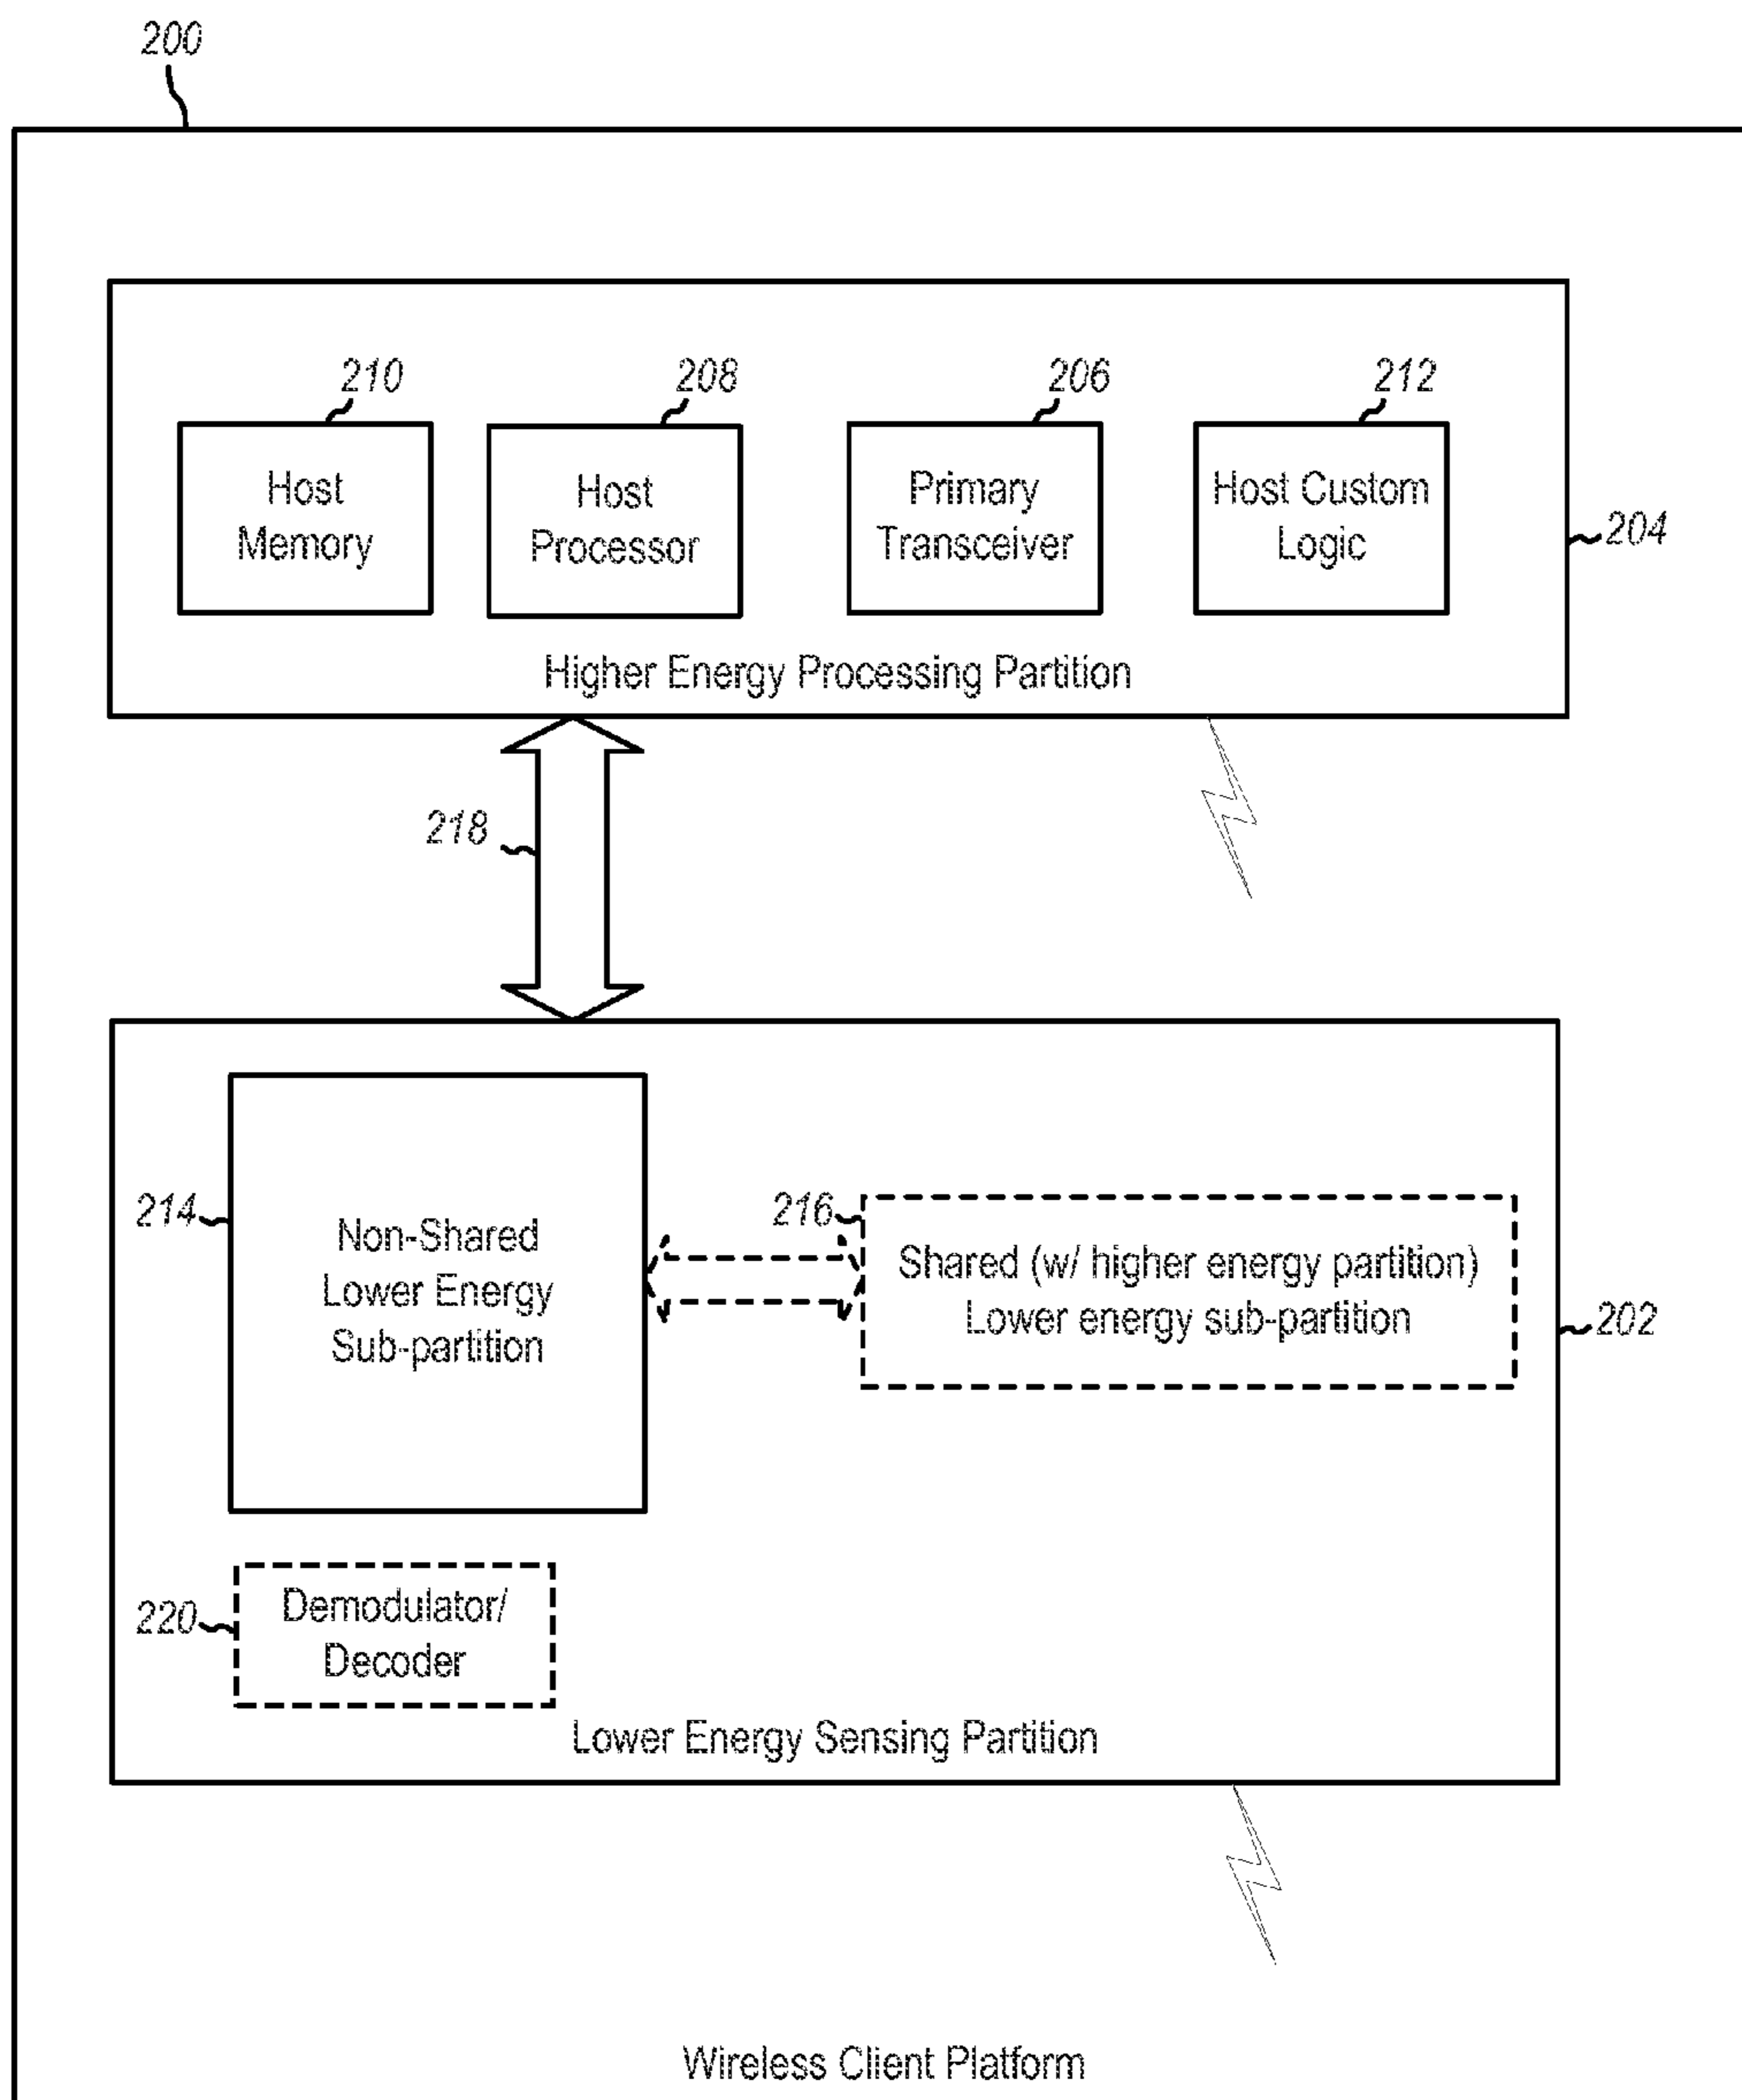 200
210
208
206
212
Host
Memory
Host
Processor
Primary
Transceiver
Host Custom
Logic
204
Higher Energy Processing Partition
218
214
Non-Shared
Lower Energy
Sub-partition
216
Shared (w/ higher energy partition)
Lower energy sub-partition
202
220
Demodulator/
Decoder
Lower Energy Sensing Partition
Wireless Client Platform